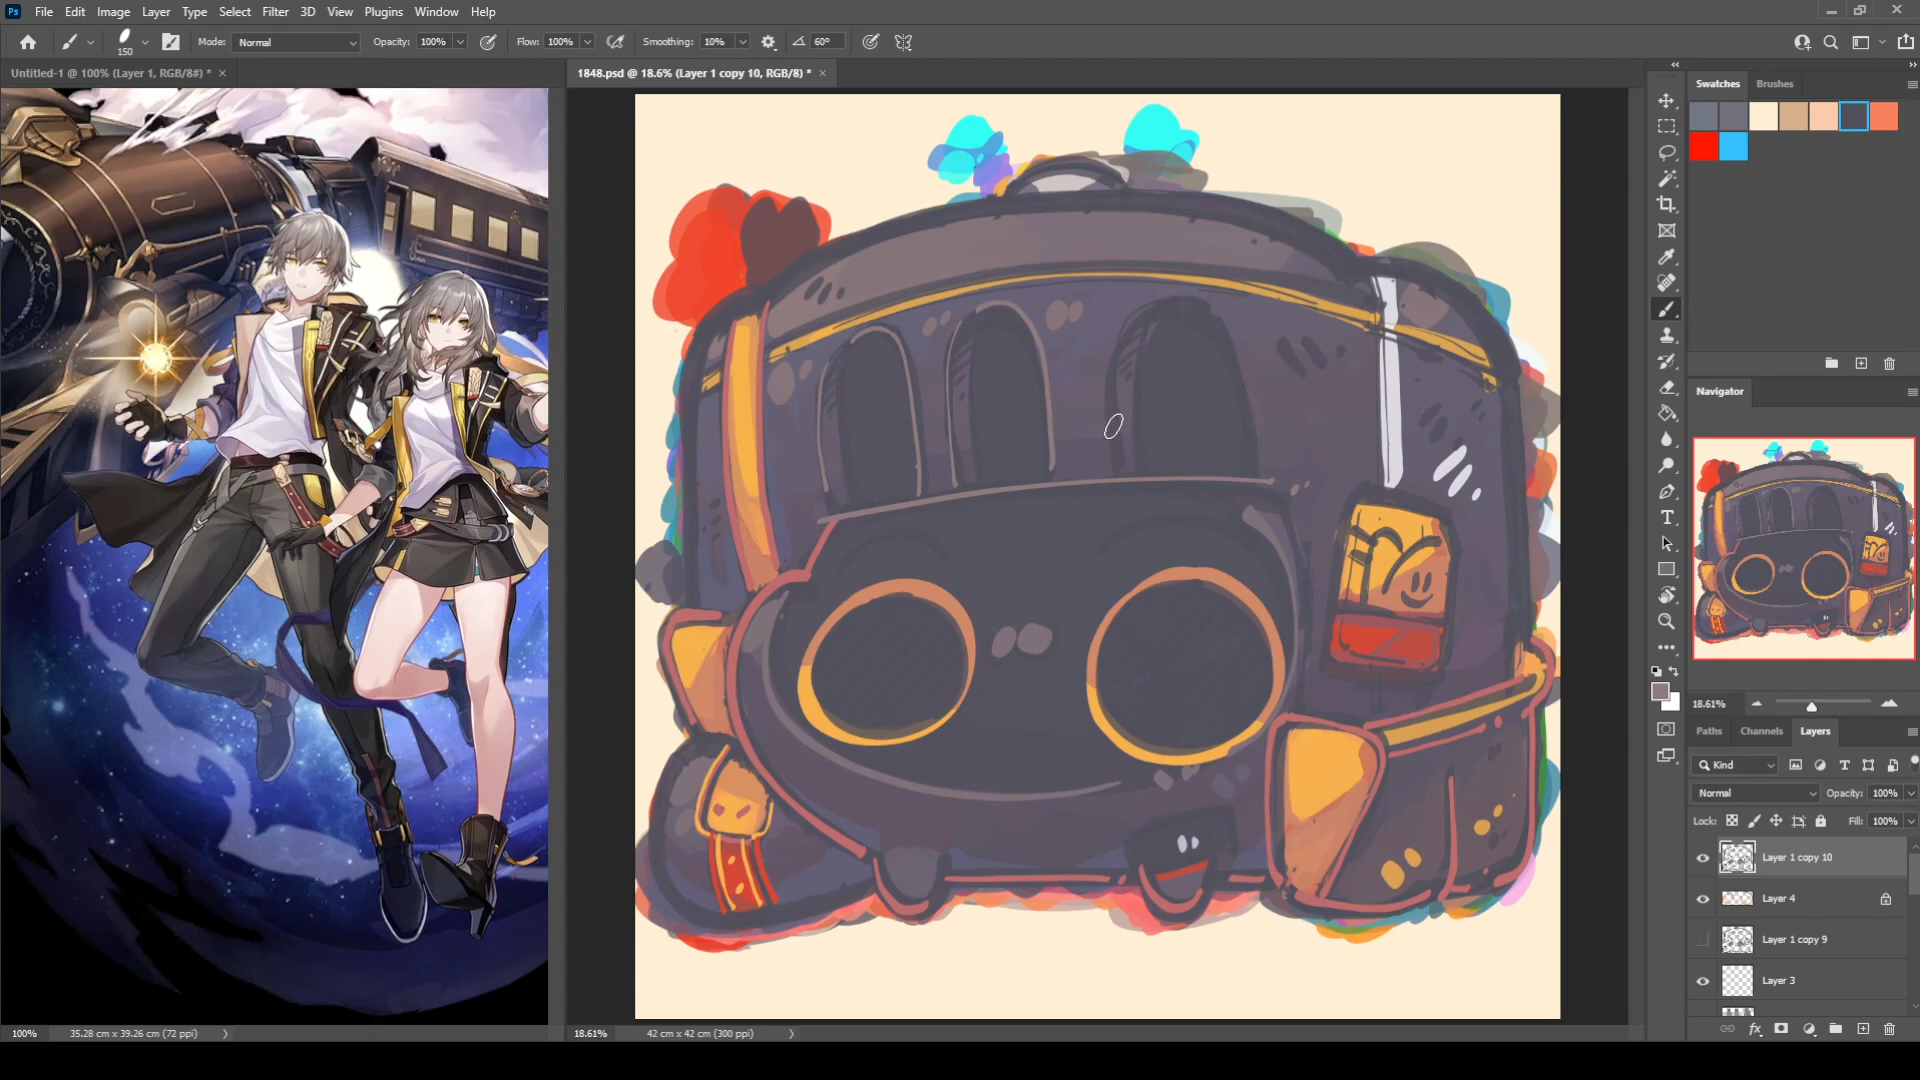 Ps File Edit Image Layer Type Select Filter 3D View Plugins Window Help
150 Mode: Normal Opacity: 100% Flow: 100% Smoothing: 10% 60°
Untitled-1 @ 100% (Layer 1, RGB/8#) * ×
1848.psd @ 18.6% (Layer 1 copy 10, RGB/8) * ×
Swatches Brushes
Navigator
18.61%
Paths Channels Layers
Kind
Normal Opacity: 100%
Lock: Fill: 100%
Layer 1 copy 10
Layer 4
Layer 1 copy 9
Layer 3
100% 35.28 cm x 39.26 cm (72 ppi)
18.61% 42 cm x 42 cm (300 ppi)